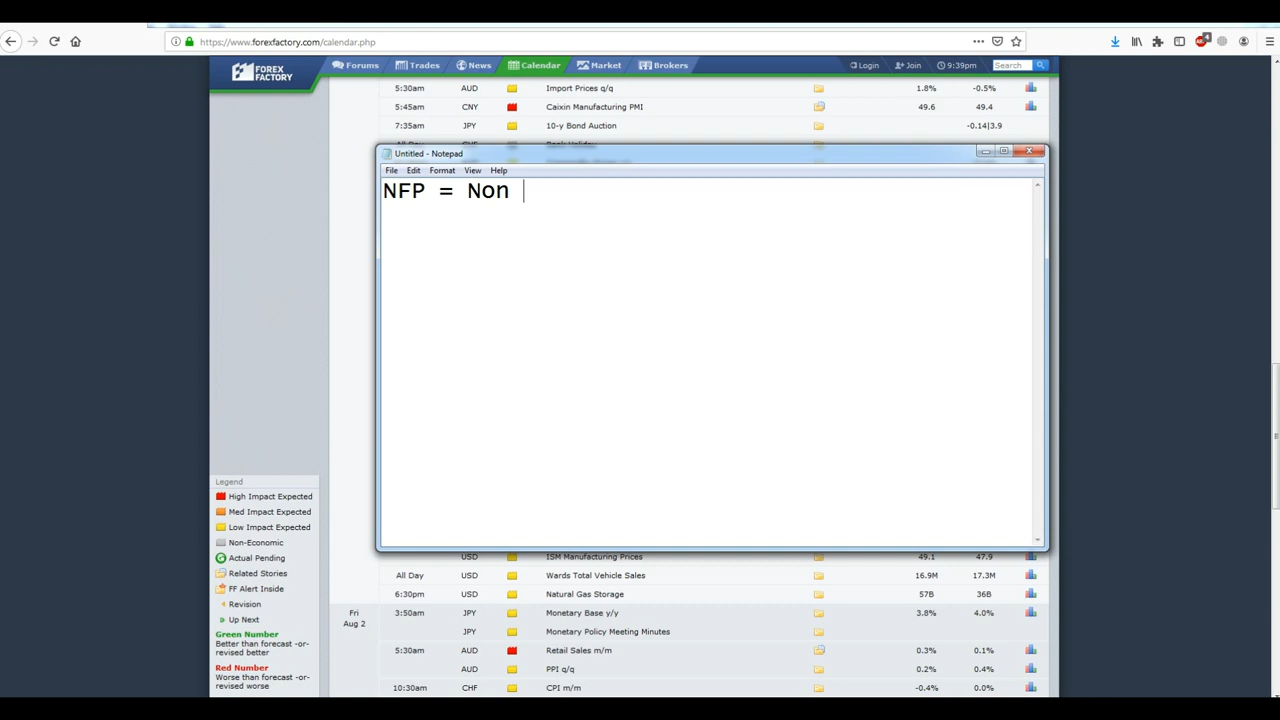 https://www.forexfactory.com/calendar.php
4
FOREX FACTORY
Forums Trades News Calendar Market Brokers Login Join 9:39pm Search
5:30am AUD Import Prices q/q 1.8% -0.5%
5:45am CNY Caixin Manufacturing PMI 49.6 49.4
7:35am JPY 10-y Bond Auction -0.14|3.9
Untitled - Notepad
File Edit Format View Help
NFP = Non
USD ISM Manufacturing Prices 49.1 47.9
All Day USD Wards Total Vehicle Sales 16.9M 17.3M
6:30pm USD Natural Gas Storage 57B 36B
Fri Aug 2 3:50am JPY Monetary Base y/y 3.8% 4.0%
JPY Monetary Policy Meeting Minutes
5:30am AUD Retail Sales m/m 0.3% 0.1%
AUD PPI q/q 0.2% 0.4%
10:30am CHF CPI m/m -0.4% 0.0%
Legend
High Impact Expected
Med Impact Expected
Low Impact Expected
Non-Economic
Actual Pending
Related Stories
FF Alert Inside
Revision
Up Next
Green Number
Better than forecast -or-
revised better
Red Number
Worse than forecast -or-
revised worse